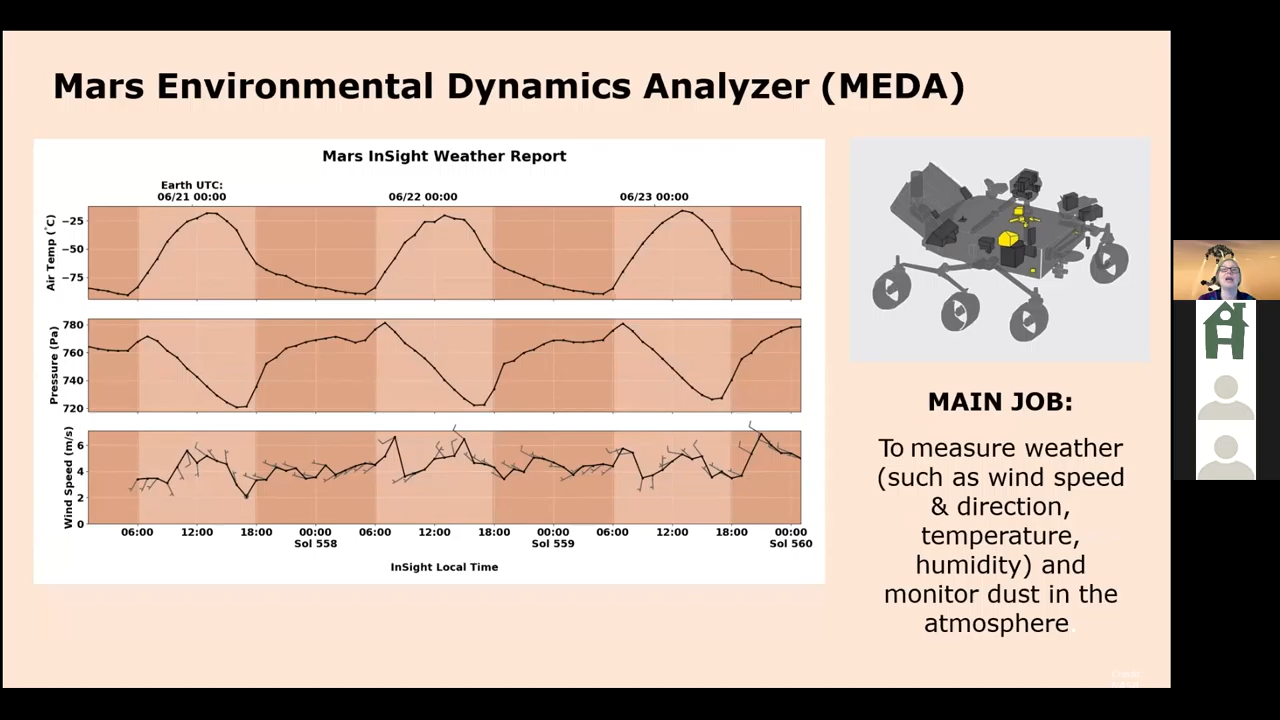 Mars Environmental Dynamics Analyzer (MEDA)
Mars InSight Weather Report
Earth UTC:
06/21 00:00 06/22 00:00 06/23 00:00
Air Temp (°C)
−25
−50
−75
Pressure (Pa)
780
760
740
720
Wind Speed (m/s)
6
4
2
0
06:00 12:00 18:00 00:00 06:00 12:00 18:00 00:00 06:00 12:00 18:00 00:00
Sol 558 Sol 559 Sol 560
InSight Local Time
MAIN JOB:
To measure weather
(such as wind speed
& direction,
temperature,
humidity) and
monitor dust in the
atmosphere